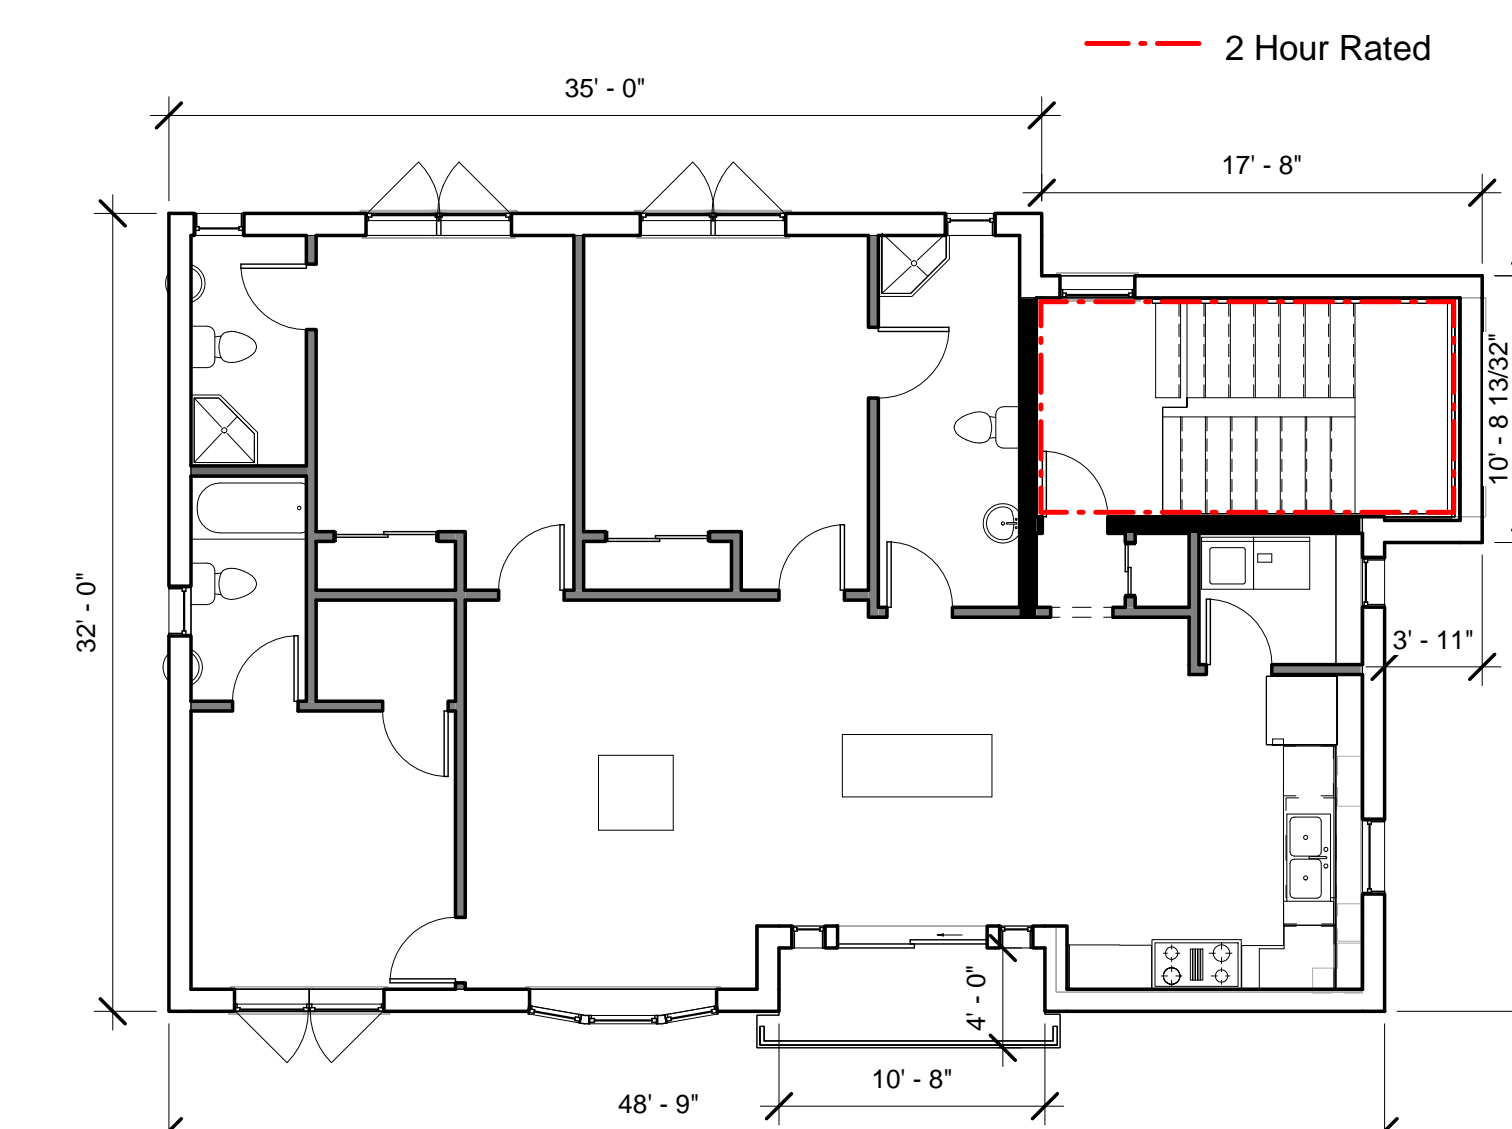 2 Hour Rated
35' - 0"
17' - 8"
10' - 8 13/32"
32' - 0"
3' - 11"
4' - 0"
10' - 8"
48' - 9"